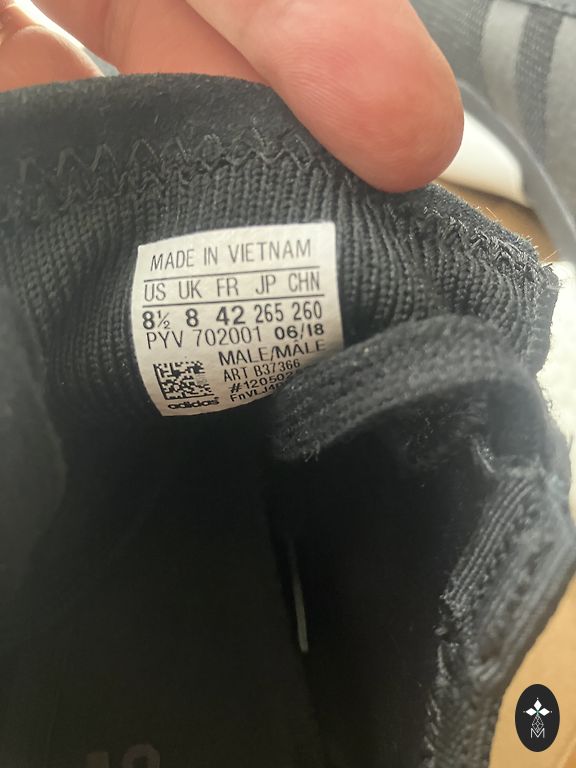 MADE IN VIETNAM
US UK FR JP CHN
8½ 8 42 265 260
PYV 702001 06/18
MALE/MÂLE
ART B37366
adidas
M